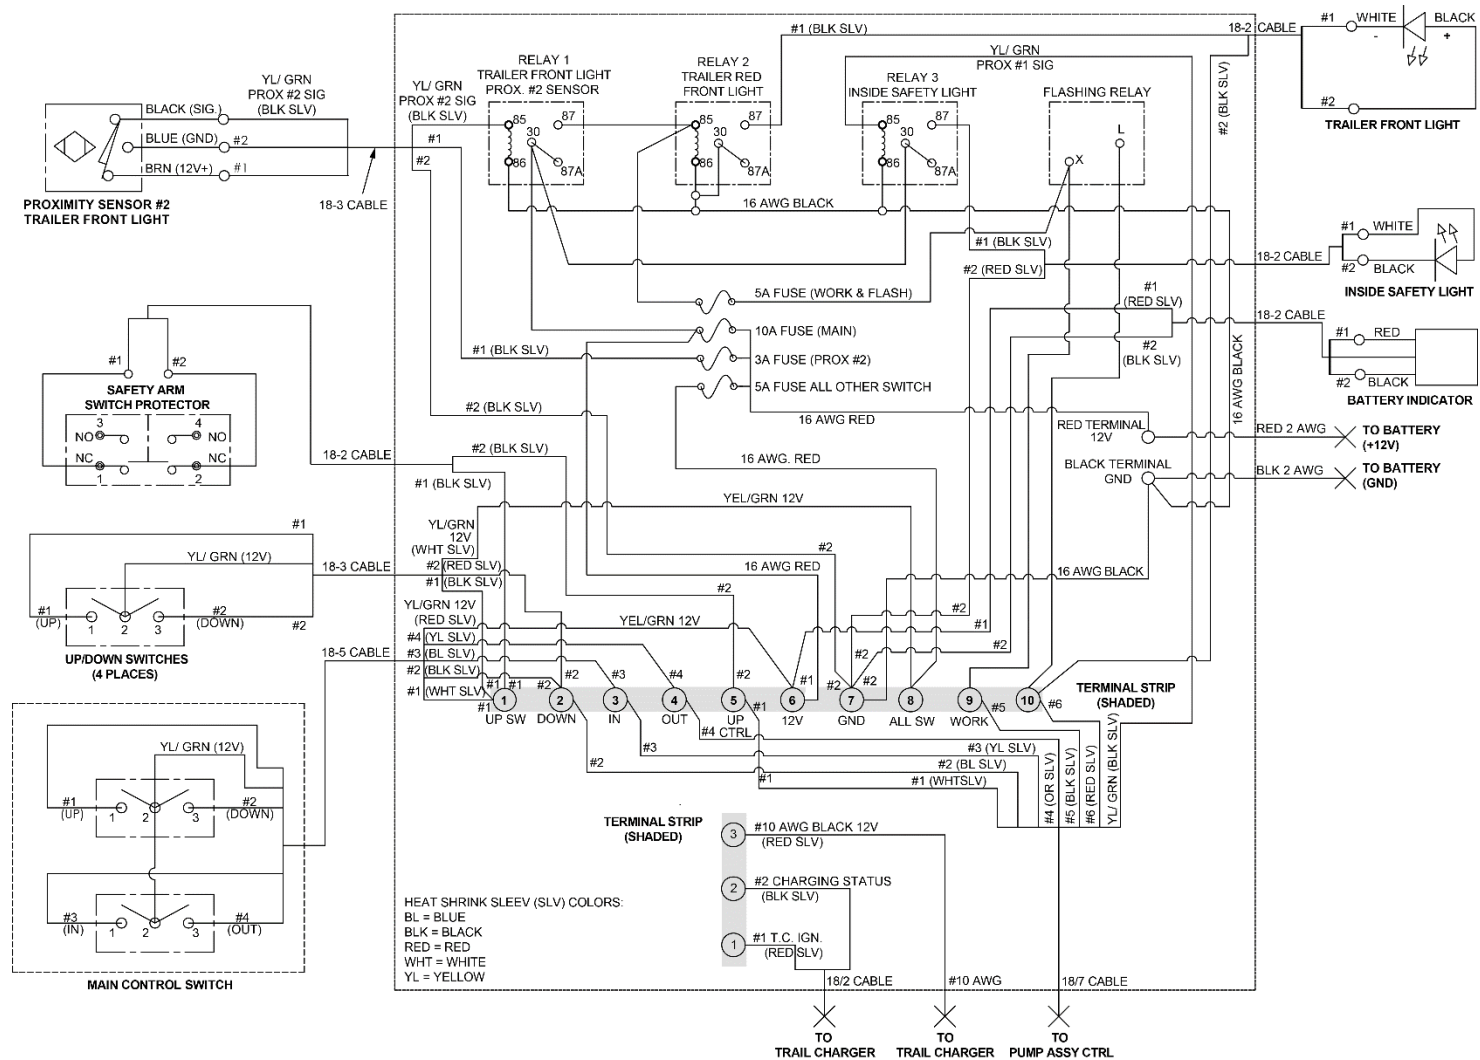 #1 (BLK SLV)
18-2 CABLE
#1 WHITE
BLACK
-
+
#2
TRAILER FRONT LIGHT
YL/ GRN
PROX #1 SIG
#2 (BLK SLV)
RELAY 1
TRAILER FRONT LIGHT
PROX. #2 SENSOR
RELAY 2
TRAILER RED
FRONT LIGHT
RELAY 3
INSIDE SAFETY LIGHT
FLASHING RELAY
YL/ GRN
PROX #2 SIG
(BLK SLV)
YL/ GRN
PROX #2 SIG
(BLK SLV)
BLACK (SIG.)
BLUE (GND)
#2
BRN (12V+)
#1
PROXIMITY SENSOR #2
TRAILER FRONT LIGHT
18-3 CABLE
#1
#2
85
30
87
86
87A
85
30
87
86
87A
85
30
87
86
87A
L
X
16 AWG BLACK
#1 (BLK SLV)
#2 (RED SLV)
18-2 CABLE
#1
WHITE
#2
BLACK
INSIDE SAFETY LIGHT
5A FUSE (WORK & FLASH)
#1
(RED SLV)
18-2 CABLE
10A FUSE (MAIN)
#1 (BLK SLV)
3A FUSE (PROX #2)
#2
(BLK SLV)
5A FUSE ALL OTHER SWITCH
16 AWG BLACK
#1
RED
#2
BLACK
BATTERY INDICATOR
#1
#2
SAFETY ARM
SWITCH PROTECTOR
3
4
NO
NO
NC
NC
1
2
#2 (BLK SLV)
16 AWG RED
RED TERMINAL
12V
RED 2 AWG
TO BATTERY
(+12V)
18-2 CABLE
#2 (BLK SLV)
#1 (BLK SLV)
16 AWG. RED
BLACK TERMINAL
GND
BLK 2 AWG
TO BATTERY
(GND)
YEL/GRN 12V
YL/GRN
12V
(WHT SLV)
#2 (RED SLV)
#1 (BLK SLV)
#1
YL/ GRN (12V)
18-3 CABLE
#1
(UP)
1
2
3
#2
(DOWN)
#2
UP/DOWN SWITCHES
(4 PLACES)
#2
16 AWG RED
16 AWG BLACK
#2
YL/GRN 12V
(RED SLV)
YEL/GRN 12V
#4 (YL SLV)
#3 (BL SLV)
#2 (BLK SLV)
#1 (WHT SLV)
18-5 CABLE
#2
#1
#2
#2
#1
#1
#1
#2
#2
#3
#4
#2
#1
#2
#2
1
2
3
4
5
6
7
8
9
10
UP SW
DOWN
IN
OUT
UP
CTRL
12V
GND
ALL SW
WORK
#1
#5
#6
#4
TERMINAL STRIP
(SHADED)
#2
#3
#1
#3 (YL SLV)
#2 (BL SLV)
#1 (WHTSLV)
#4 (OR SLV)
#5 (BLK SLV)
#6 (RED SLV)
YL/ GRN (BLK SLV)
YL/ GRN (12V)
#1
(UP)
1
2
3
#2
(DOWN)
#3
(IN)
1
2
3
#4
(OUT)
MAIN CONTROL SWITCH
TERMINAL STRIP
(SHADED)
3
#10 AWG BLACK 12V
(RED SLV)
2
#2 CHARGING STATUS
(BLK SLV)
1
#1 T.C. IGN.
(RED SLV)
HEAT SHRINK SLEEV (SLV) COLORS:
BL = BLUE
BLK = BLACK
RED = RED
WHT = WHITE
YL = YELLOW
18/2 CABLE
#10 AWG
18/7 CABLE
TO
TRAIL CHARGER
TO
TRAIL CHARGER
TO
PUMP ASSY CTRL